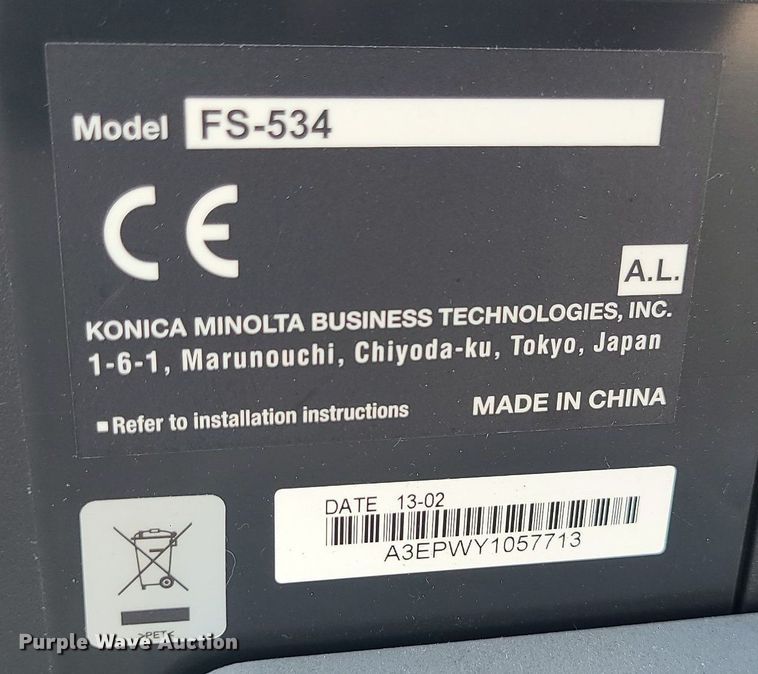 Model FS-534
CE
A.L.
KONICA MINOLTA BUSINESS TECHNOLOGIES, INC.
1-6-1, Marunouchi, Chiyoda-ku, Tokyo, Japan
■Refer to installation instructions MADE IN CHINA
DATE 13-02
A3EPWY1057713
>PET<
Purple Wave Auction